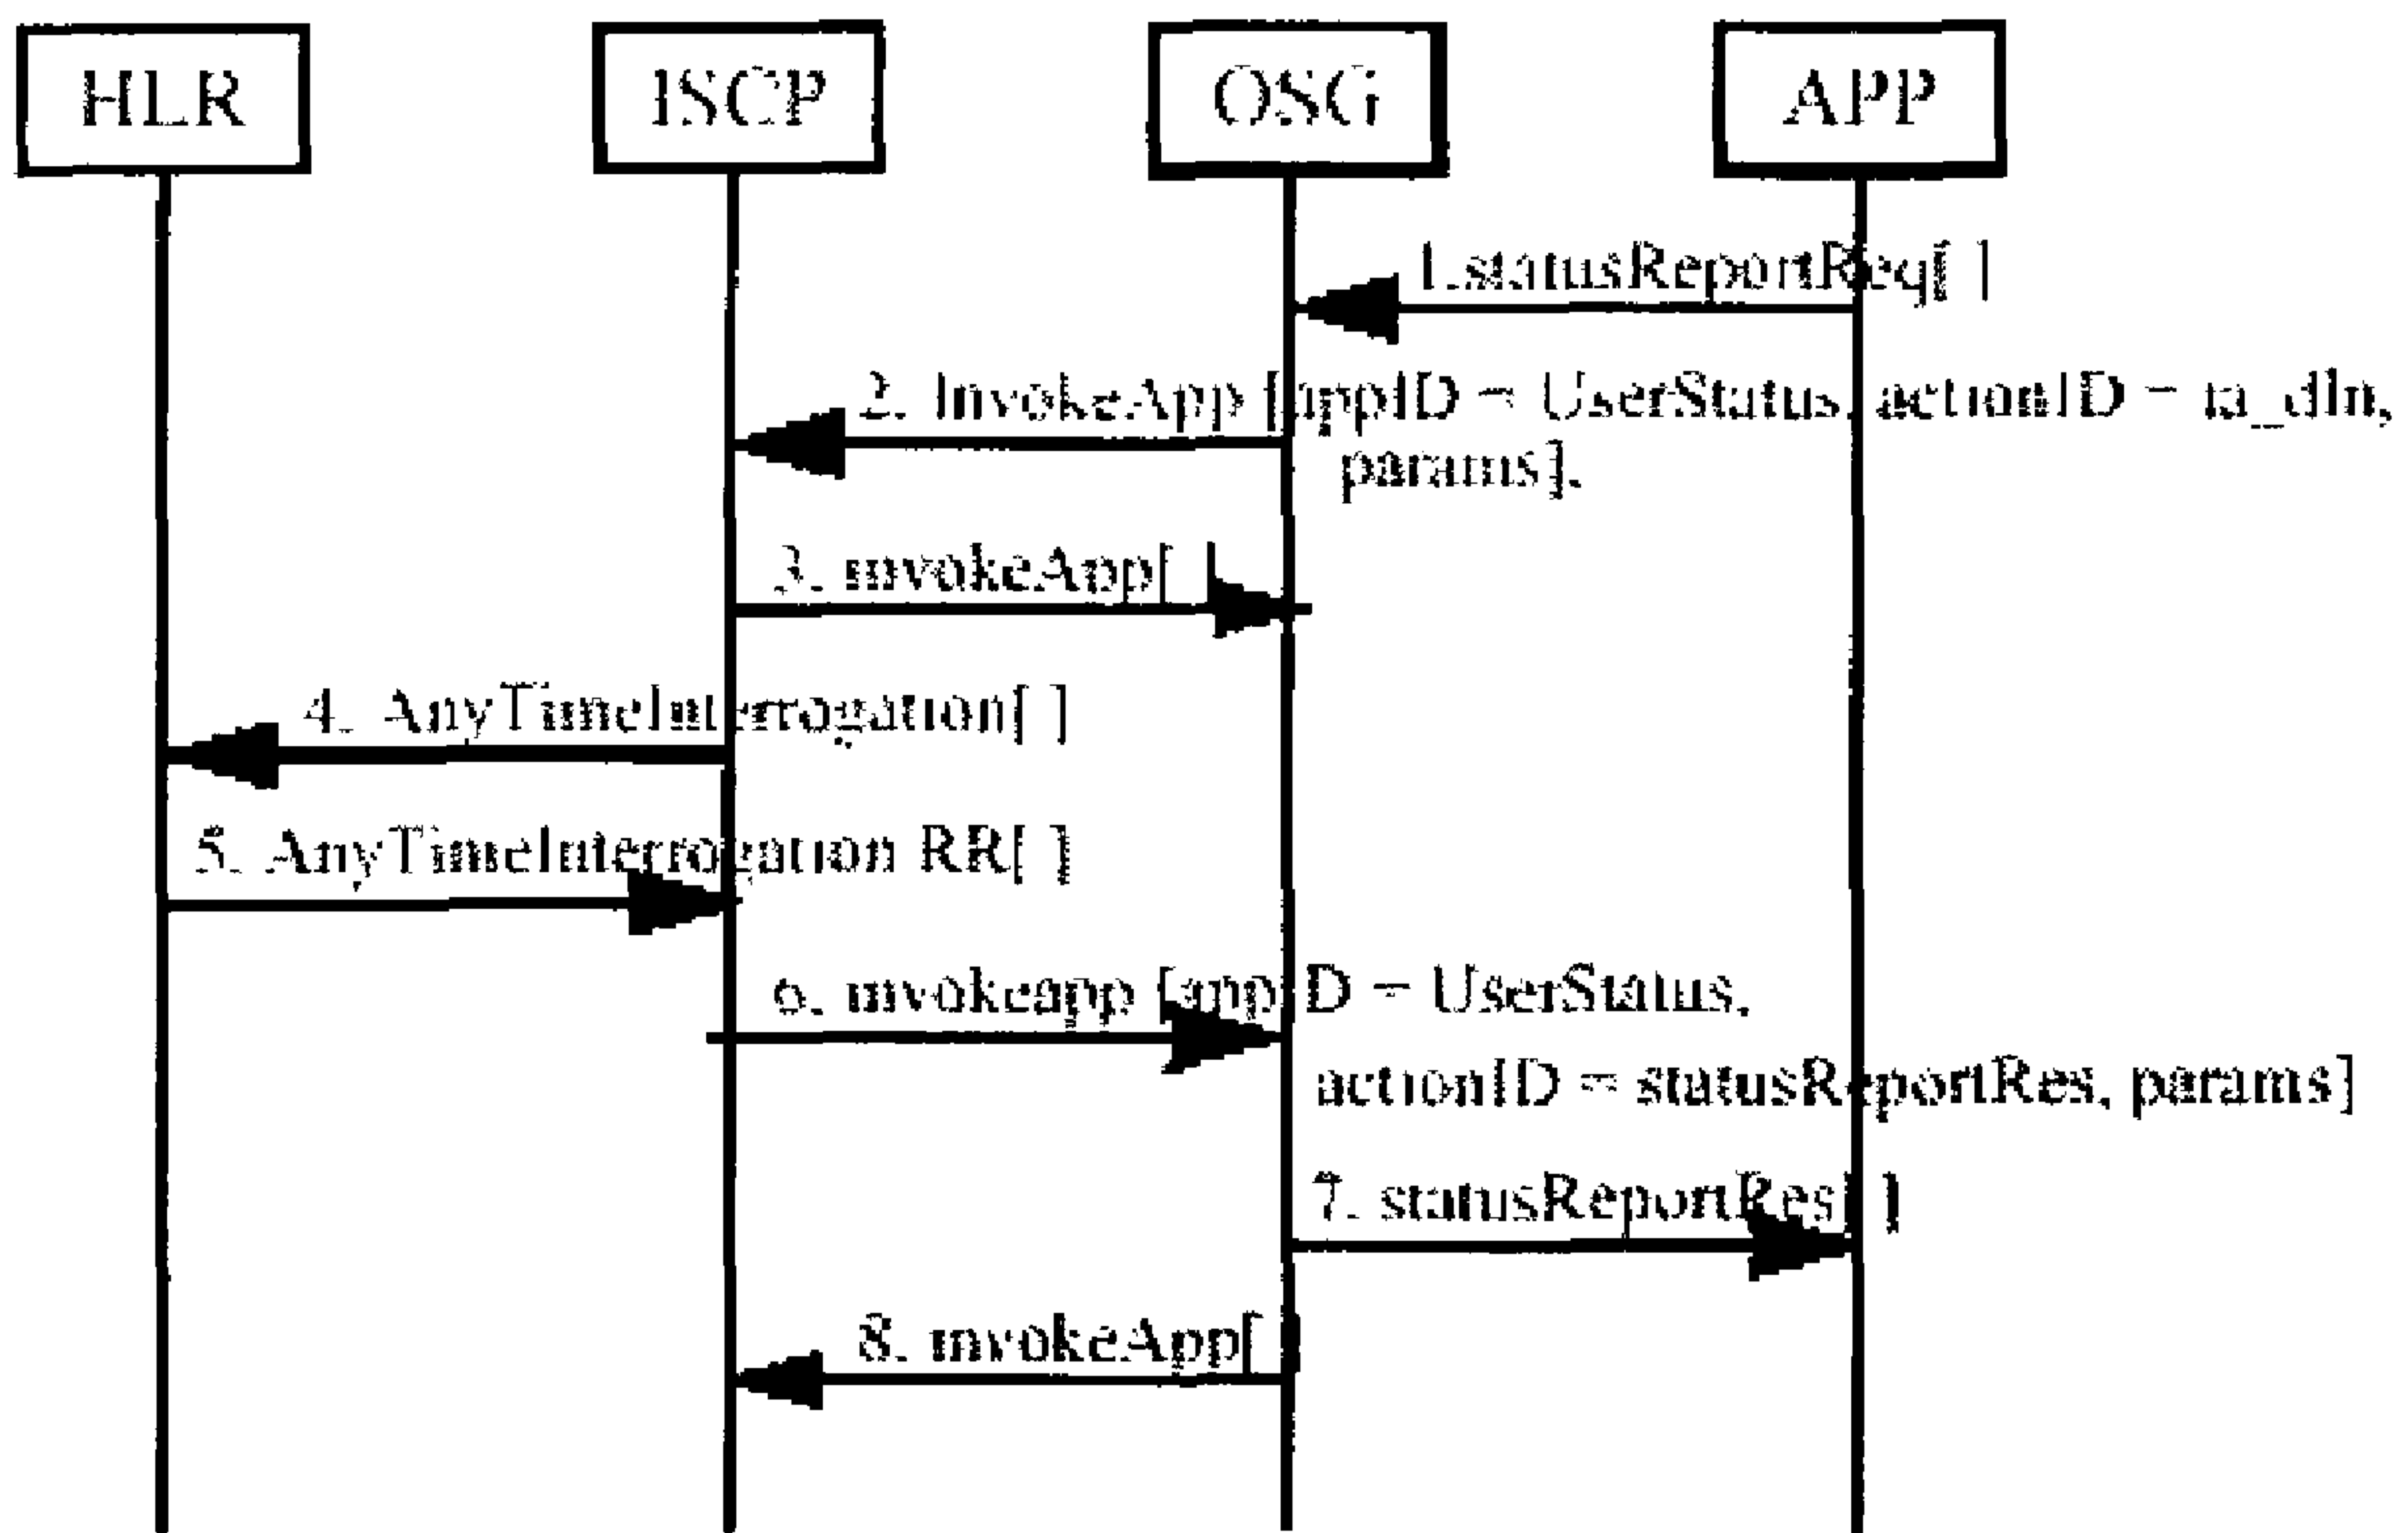 HLR
ISCP
OSG
APP
1.statusReportReq[ ]
2. InvokeApp [appID = UserStatus, actionID = ia_dln,
params].
3. invokeApp[ ]
4. AnyTimeInterrogation[ ]
5. AnyTimeInterrogation RR[ ]
6. invokeapp [appID = UserStatus,
actionID = statusReportRes, params]
7. statusReportRes[ ]
8. invokeApp[ ]